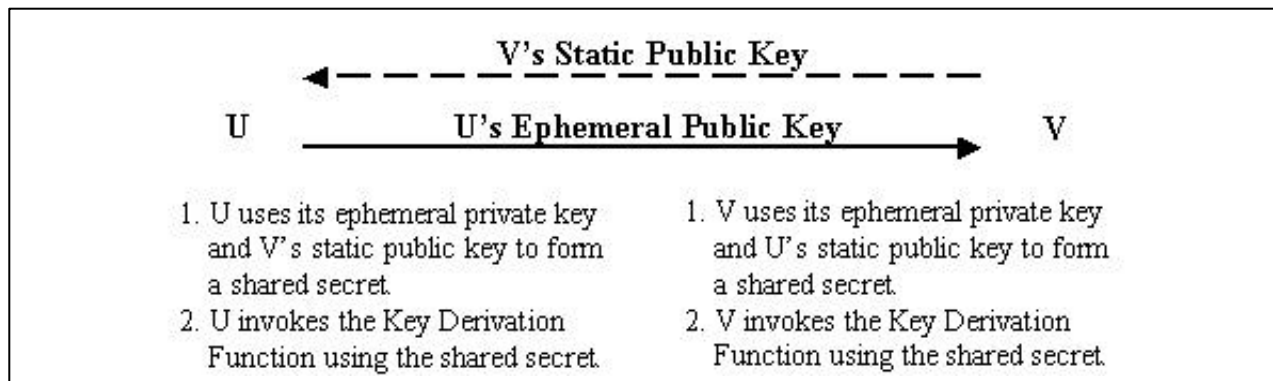 V's Static Public Key
U U's Ephemeral Public Key V
1. U uses its ephemeral private key
and V's static public key to form
a shared secret.
2. U invokes the Key Derivation
Function using the shared secret.
1. V uses its ephemeral private key
and U's static public key to form
a shared secret.
2. V invokes the Key Derivation
Function using the shared secret.